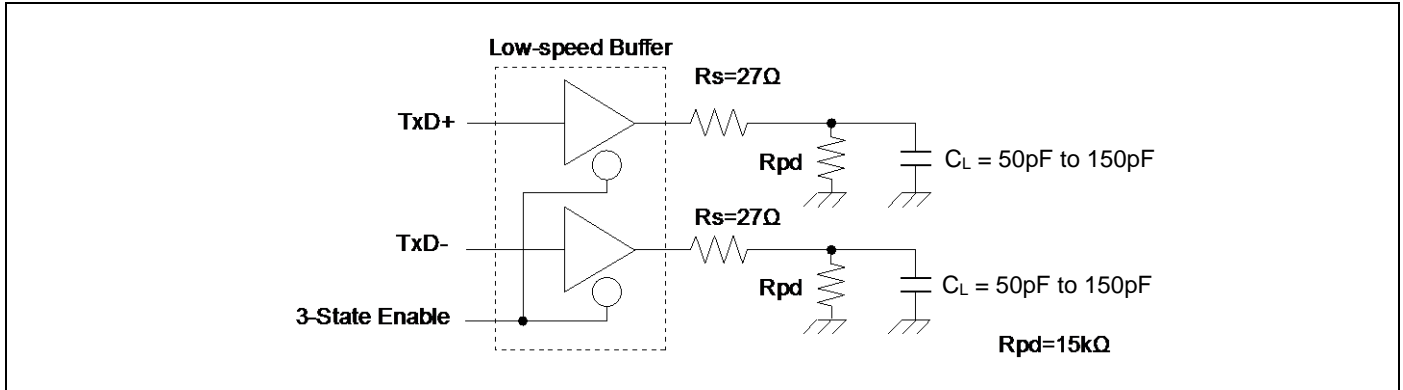 Low-speed Buffer
Rs=27Ω
TxD+
Rpd
CL = 50pF to 150pF
Rs=27Ω
TxD-
Rpd
CL = 50pF to 150pF
3-State Enable
Rpd=15kΩ